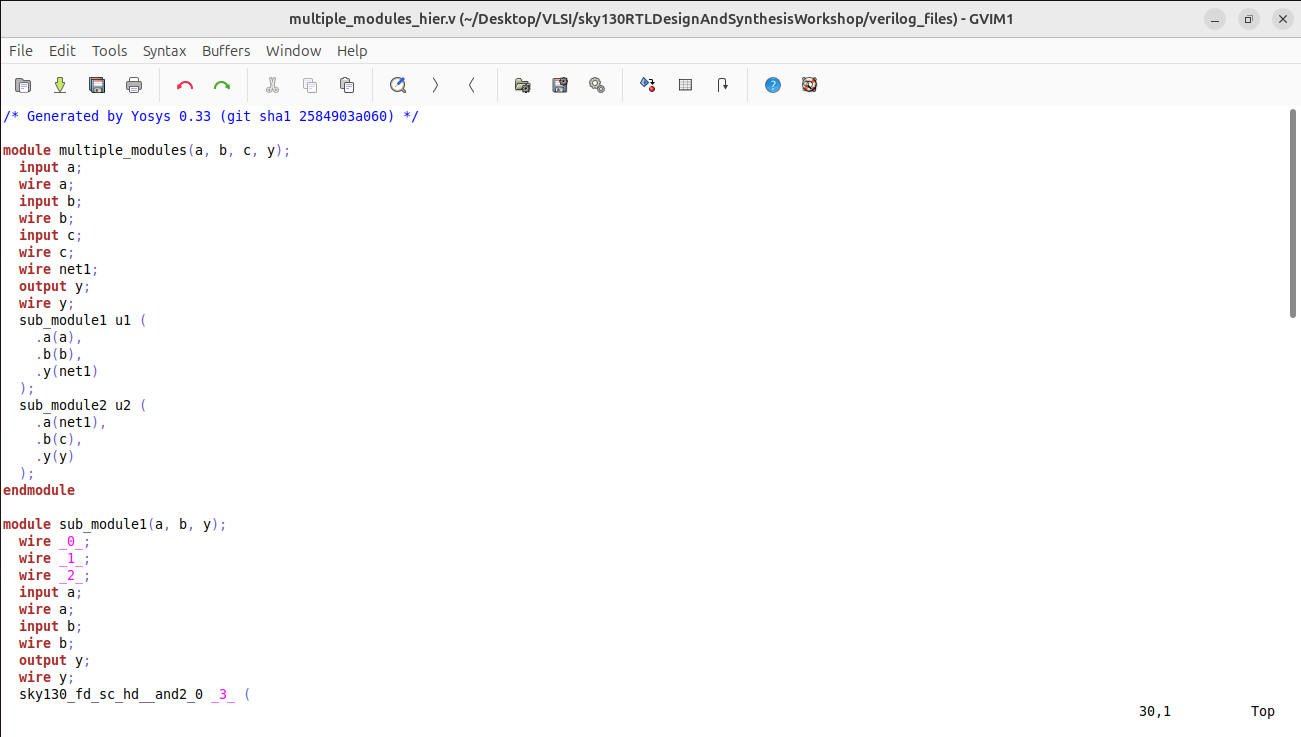 multiple_modules_hier.v (~/Desktop/VLSI/sky130RTLDesignAndSynthesisWorkshop/verilog_files) - GVIM1
File Edit Tools Syntax Buffers Window Help
/* Generated by Yosys 0.33 (git sha1 2584903a060) */

module multiple_modules(a, b, c, y);
  input a;
  wire a;
  input b;
  wire b;
  input c;
  wire c;
  wire net1;
  output y;
  wire y;
  sub_module1 u1 (
    .a(a),
    .b(b),
    .y(net1)
  );
  sub_module2 u2 (
    .a(net1),
    .b(c),
    .y(y)
  );
endmodule

module sub_module1(a, b, y);
  wire _0_;
  wire _1_;
  wire _2_;
  input a;
  wire a;
  input b;
  wire b;
  output y;
  wire y;
  sky130_fd_sc_hd__and2_0 _3_ (
30,1 Top